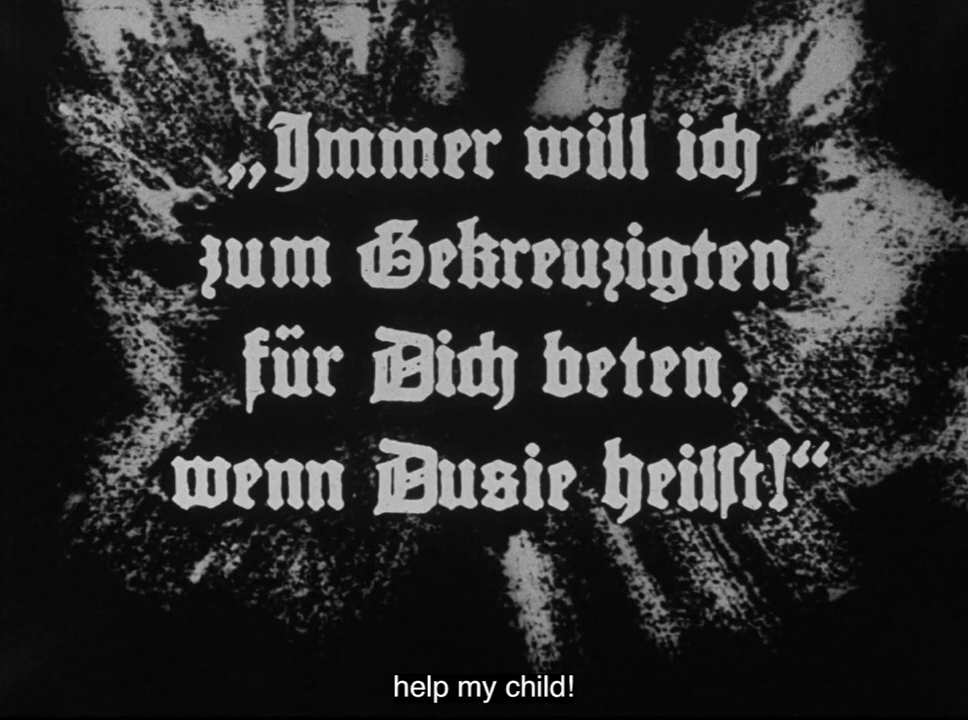 „Immer will ich
zum Gekreuzigten
für Dich beten,
wenn Dusie heilſt!“
help my child!